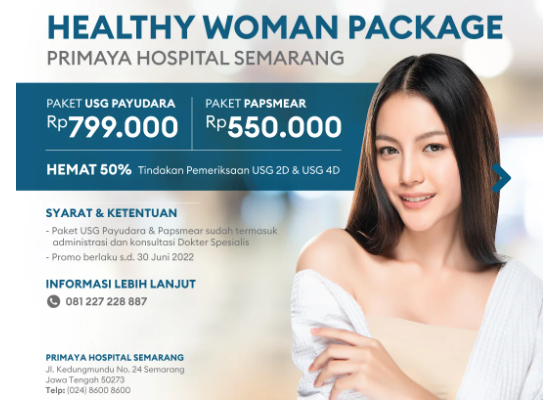 HEALTHY WOMAN PACKAGE
PRIMAYA HOSPITAL SEMARANG
PAKET USG PAYUDARA
Rp799.000
PAKET PAPSMEAR
Rp550.000
HEMAT 50% Tindakan Pemeriksaan USG 2D & USG 4D
SYARAT & KETENTUAN
- Paket USG Payudara & Papsmear sudah termasuk
administrasi dan konsultasi Dokter Spesialis
- Promo berlaku s.d. 30 Juni 2022
INFORMASI LEBIH LANJUT
081 227 228 887
PRIMAYA HOSPITAL SEMARANG
Jl. Kedungmundu No. 24 Semarang
Jawa Tengah 50273
Telp: (024) 8600 8600